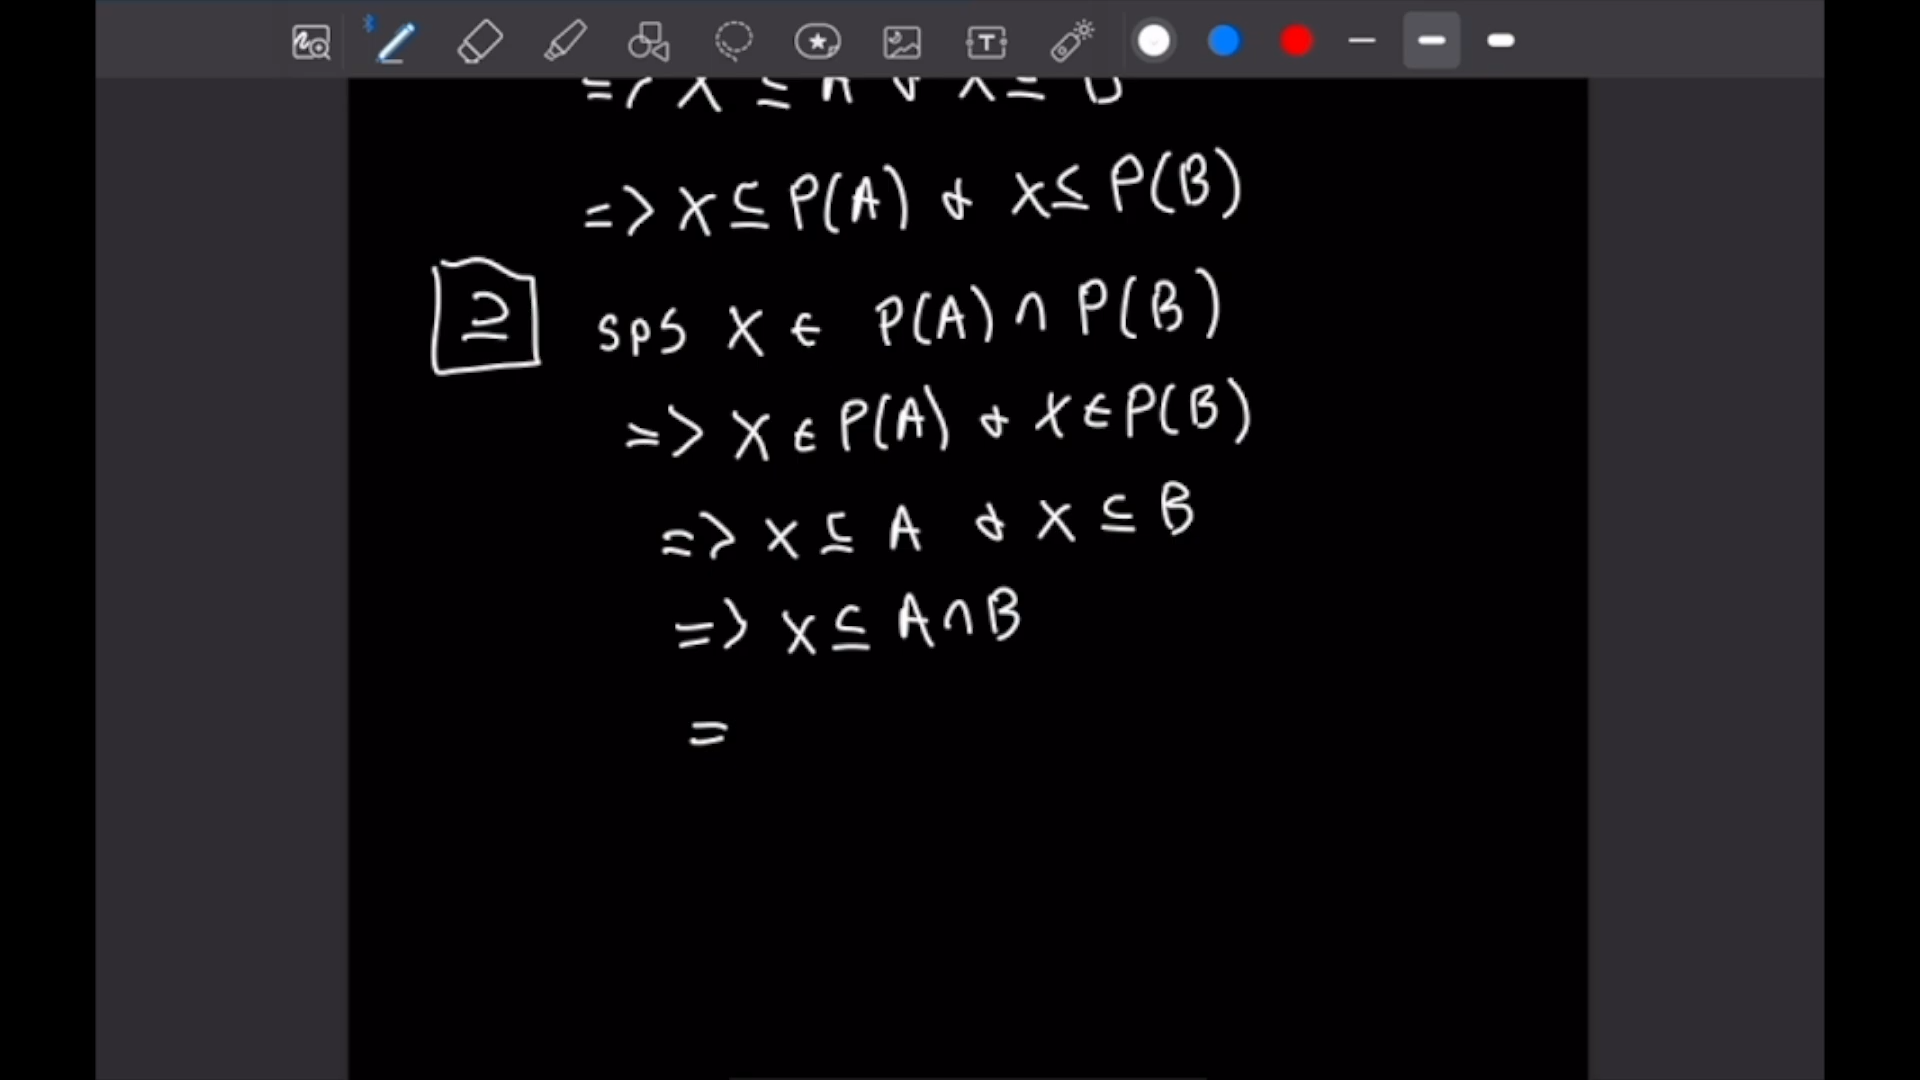 => X ⊆ A & X ⊆ B
=> X ⊆ P(A) & X ⊆ P(B)
⊇ sps X ∈ P(A) ∩ P(B)
=> X ∈ P(A) & X ∈ P(B)
=> X ⊆ A & X ⊆ B
=> X ⊆ A ∩ B
=